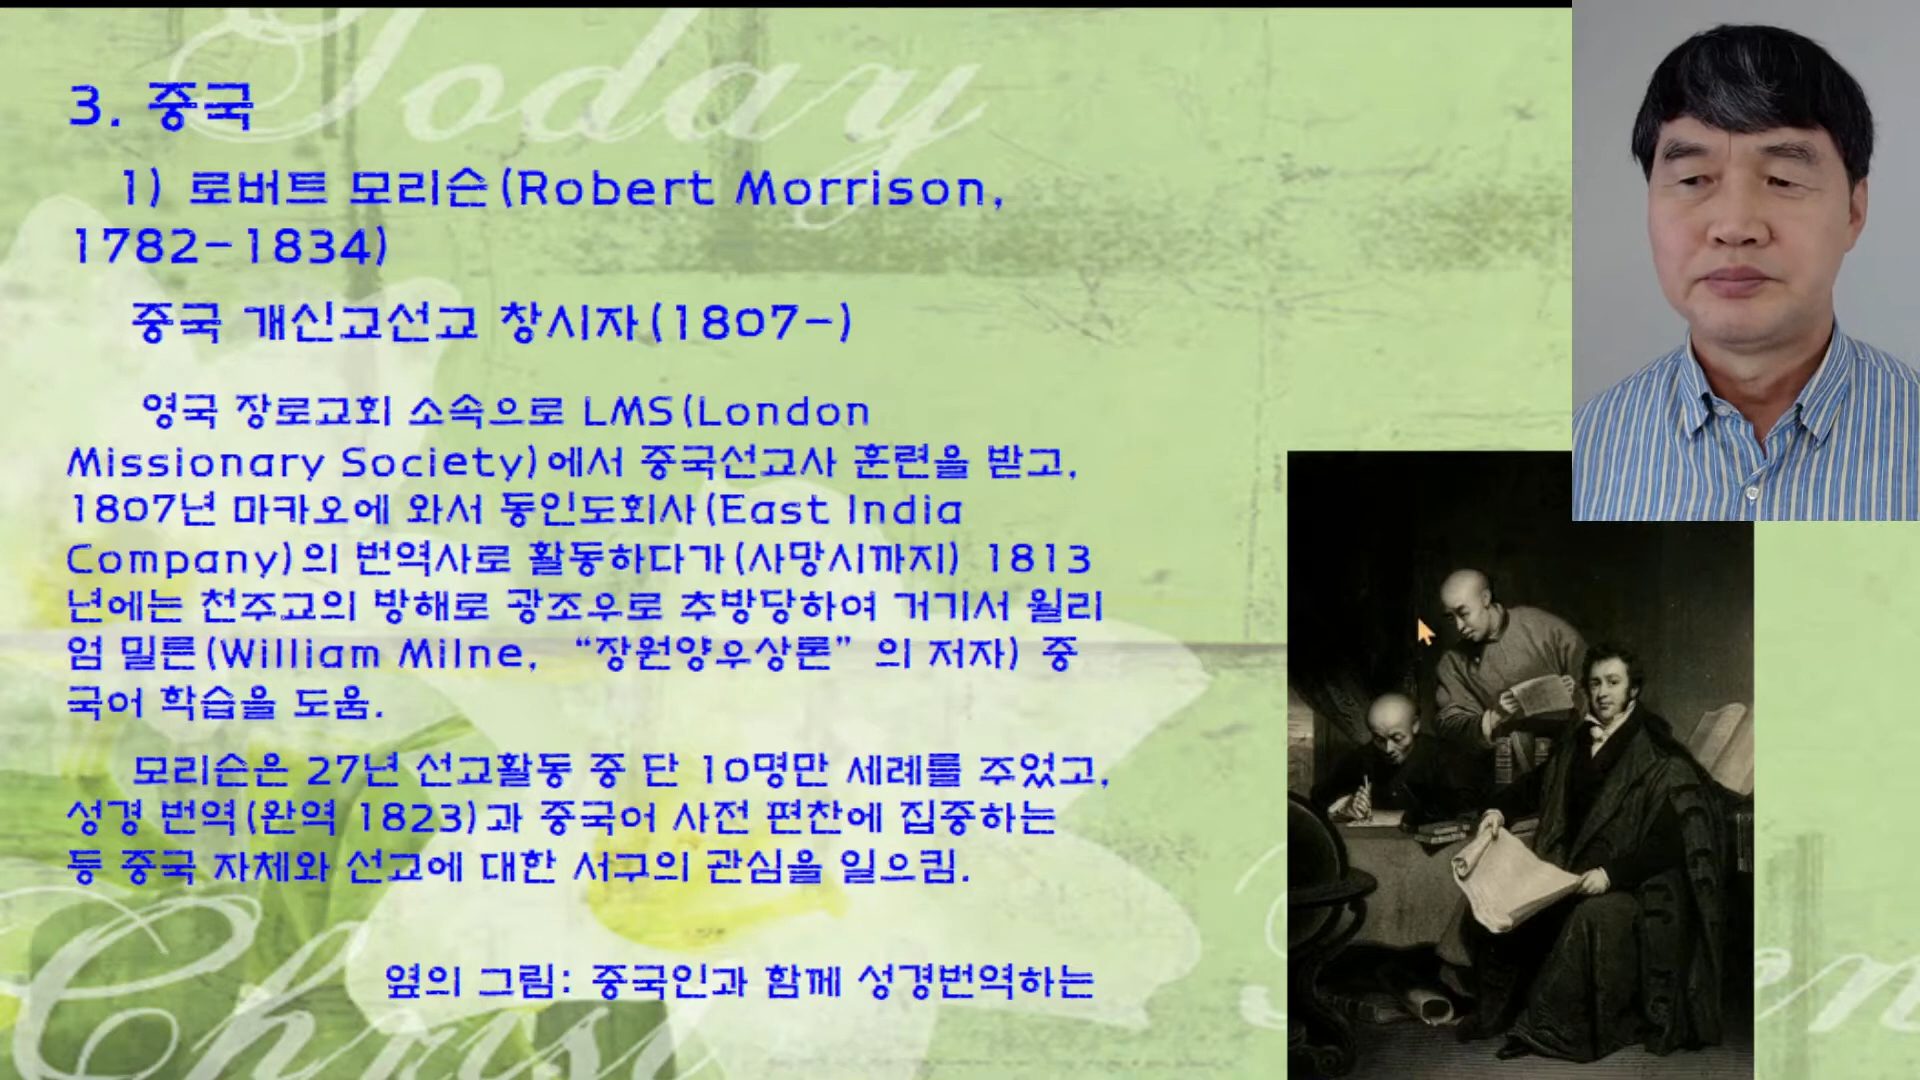 Today
3. 중국
1) 로버트 모리슨(Robert Morrison,
1782-1834)
중국 개신교선교 창시자(1807-)
영국 장로교회 소속으로 LMS(London
Missionary Society)에서 중국선교사 훈련을 받고,
1807년 마카오에 와서 동인도회사(East India
Company)의 번역사로 활동하다가(사망시까지) 1813
년에는 천주교의 방해로 광조우로 추방당하여 거기서 윌리
엄 밀른(William Milne, “장원양우상론”의 저자) 중
국어 학습을 도움.
모리슨은 27년 선교활동 중 단 10명만 세례를 주었고,
성경 번역(완역 1823)과 중국어 사전 편찬에 집중하는
등 중국 자체와 선교에 대한 서구의 관심을 일으킴.
옆의 그림: 중국인과 함께 성경번역하는
Christ